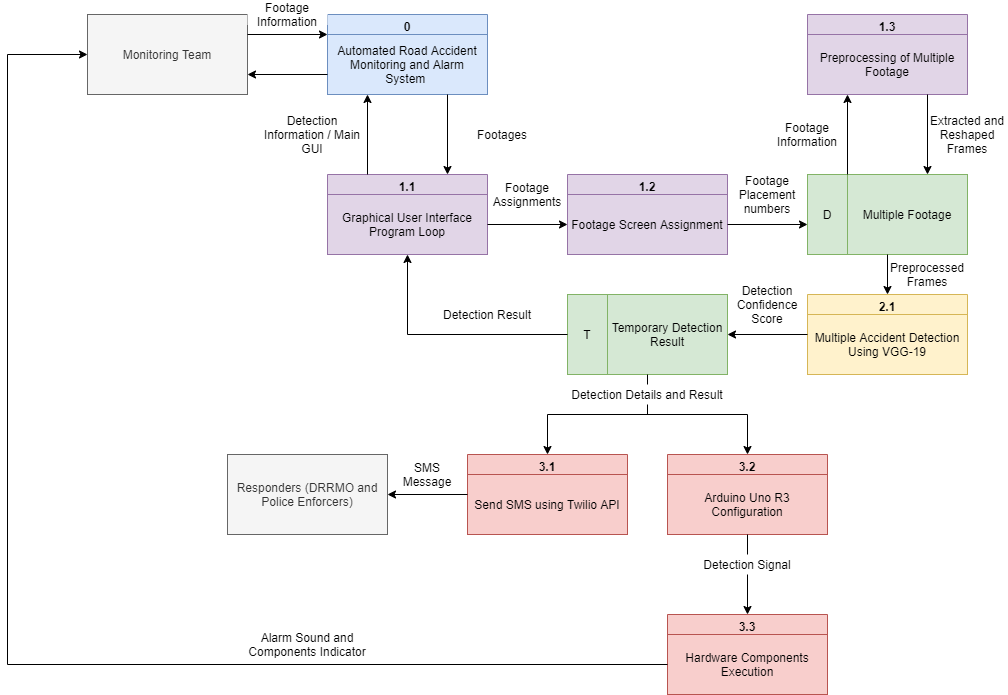 Footage
Information
0
1.3
Monitoring Team
Automated Road Accident
Monitoring and Alarm
System
Preprocessing of Multiple
Footage
Detection
Information / Main
GUI
Footages
Footage
Information
Extracted and
Reshaped
Frames
1.1
Graphical User Interface
Program Loop
Footage
Assignments
1.2
Footage Screen Assignment
Footage
Placement
numbers
D
Multiple Footage
Preprocessed
Frames
Detection Result
T
Temporary Detection
Result
Detection
Confidence
Score
2.1
Multiple Accident Detection
Using VGG-19
Detection Details and Result
Responders (DRRMO and
Police Enforcers)
SMS
Message
3.1
Send SMS using Twilio API
3.2
Arduino Uno R3
Configuration
Detection Signal
Alarm Sound and
Components Indicator
3.3
Hardware Components
Execution